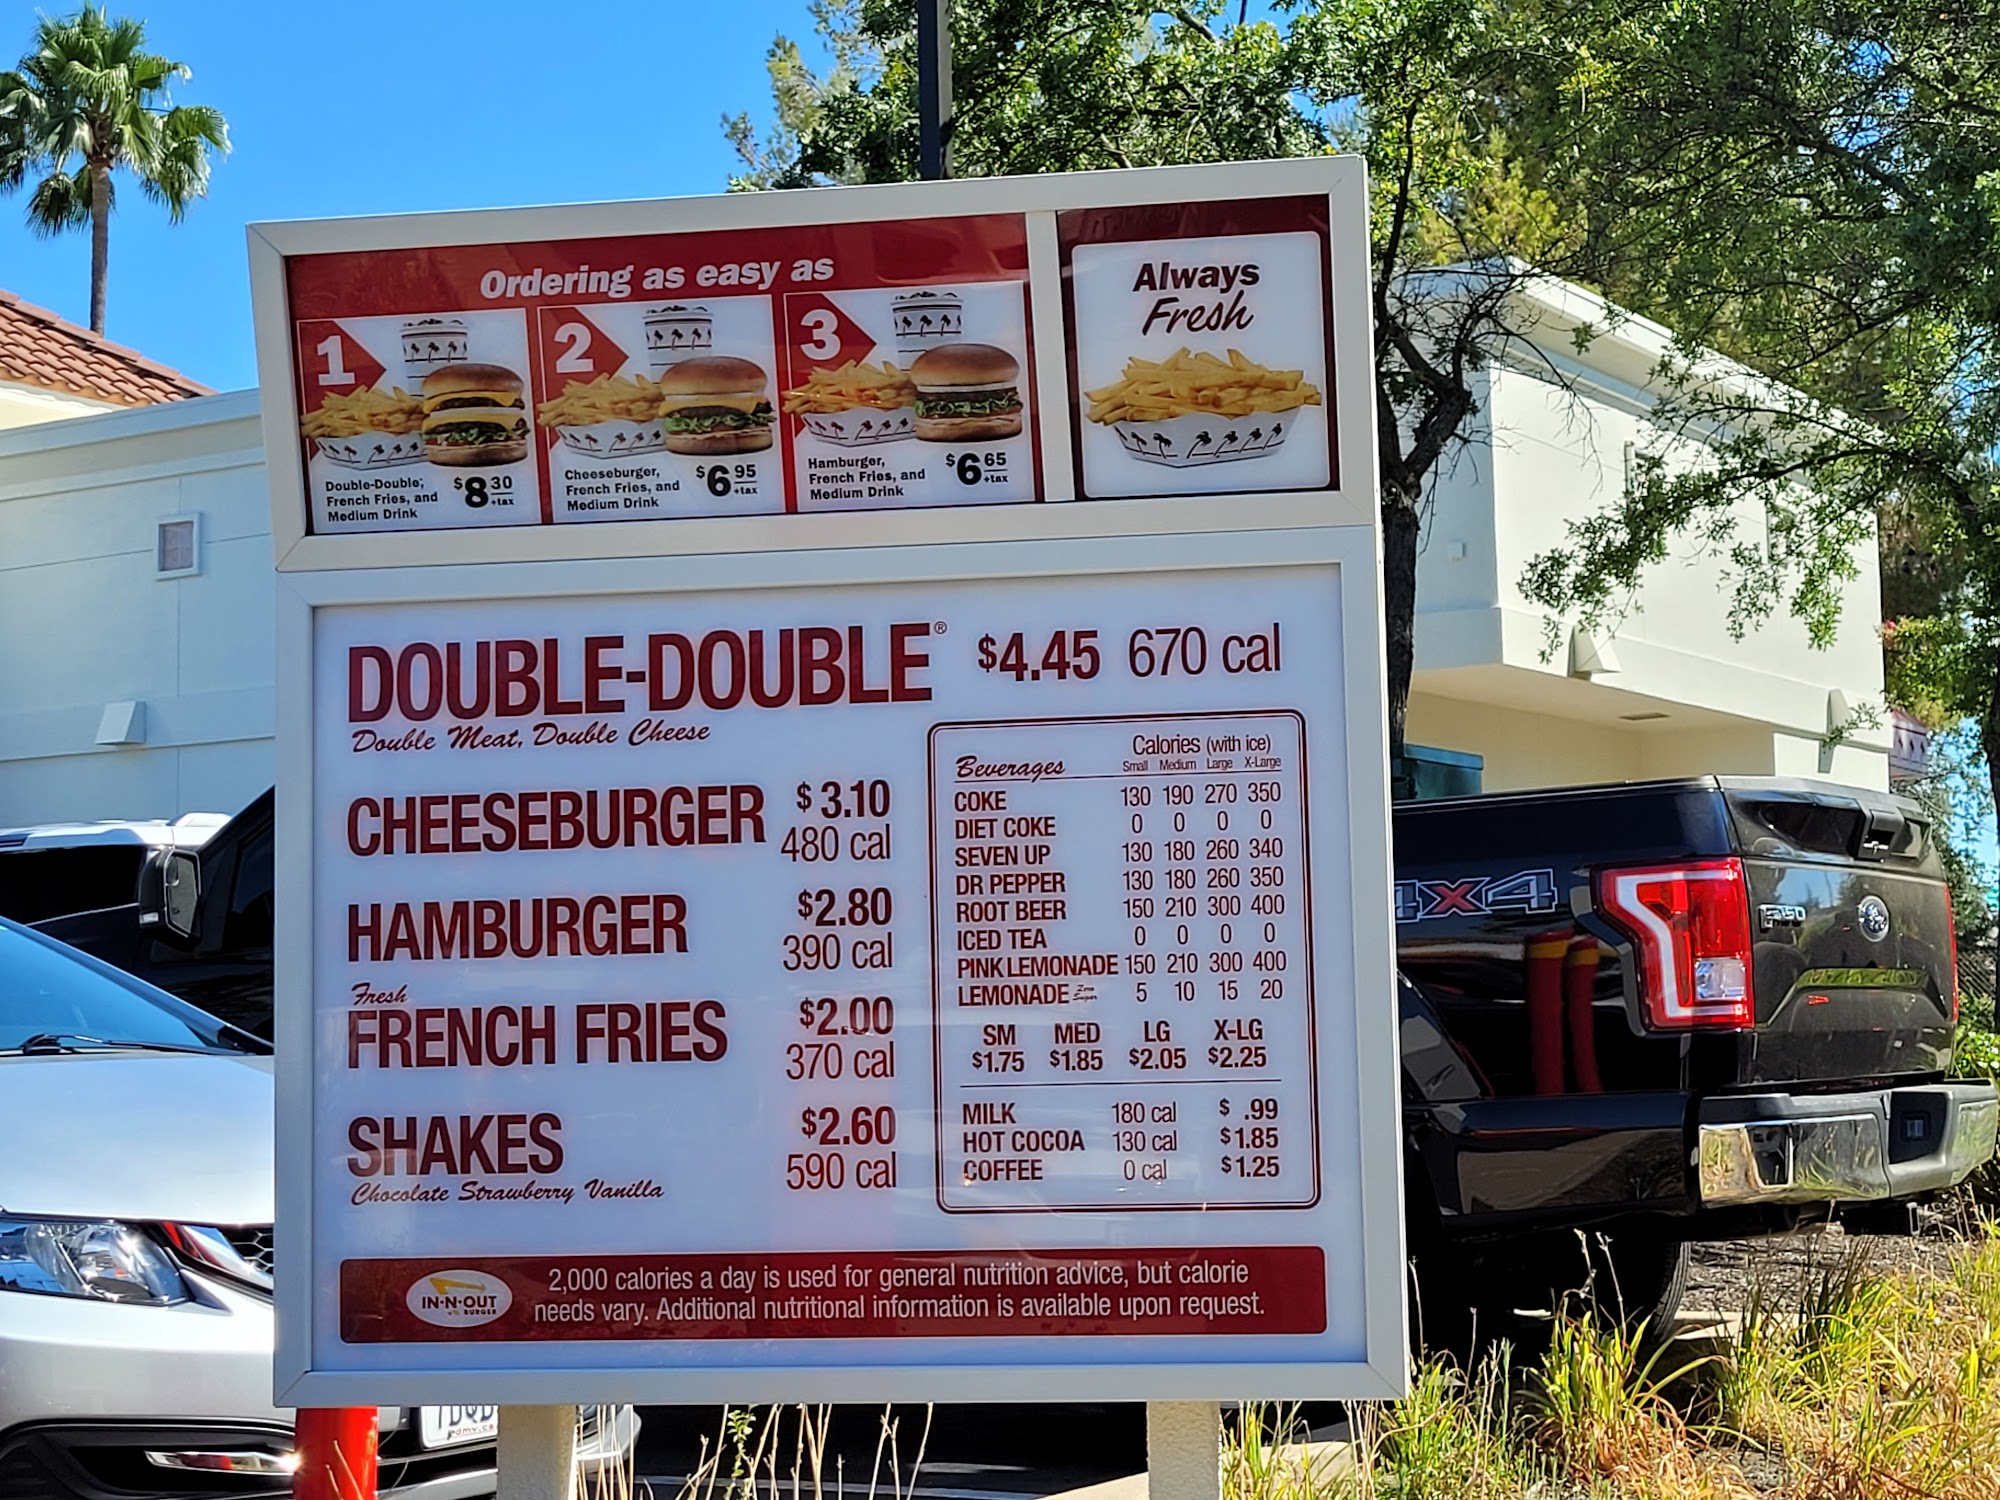 Ordering as easy as
1
Double-Double®,
French Fries, and
Medium Drink
$8 30
+tax
2
Cheeseburger,
French Fries, and
Medium Drink
$6 95
+tax
3
Hamburger,
French Fries, and
Medium Drink
$6 65
+tax
Always
Fresh
DOUBLE-DOUBLE® $4.45 670 cal
Double Meat, Double Cheese
CHEESEBURGER $3.10
480 cal
HAMBURGER $2.80
390 cal
Fresh
FRENCH FRIES $2.00
370 cal
SHAKES $2.60
590 cal
Chocolate Strawberry Vanilla
Calories (with ice)
Beverages Small Medium Large X-Large
COKE 130 190 270 350
DIET COKE 0 0 0 0
SEVEN UP 130 180 260 340
DR PEPPER 130 180 260 350
ROOT BEER 150 210 300 400
ICED TEA 0 0 0 0
PINK LEMONADE 150 210 300 400
LEMONADE Zero Sugar 5 10 15 20
SM MED LG X-LG
$1.75 $1.85 $2.05 $2.25
MILK 180 cal $ .99
HOT COCOA 130 cal $1.85
COFFEE 0 cal $1.25
IN-N-OUT
BURGER
2,000 calories a day is used for general nutrition advice, but calorie
needs vary. Additional nutritional information is available upon request.
4X4
F-150